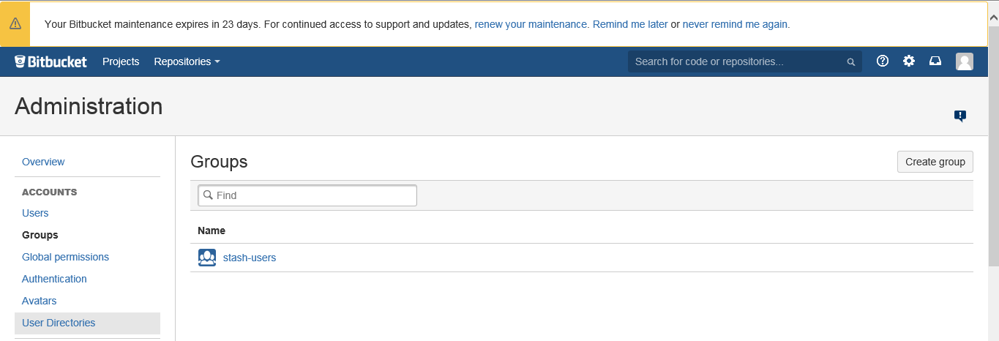 Your Bitbucket maintenance expires in 23 days. For continued access to support and updates, renew your maintenance. Remind me later or never remind me again.
Bitbucket Projects Repositories Search for code or repositories...
Administration
Overview
ACCOUNTS
Users
Groups
Global permissions
Authentication
Avatars
User Directories
Groups
Create group
Find
Name
stash-users